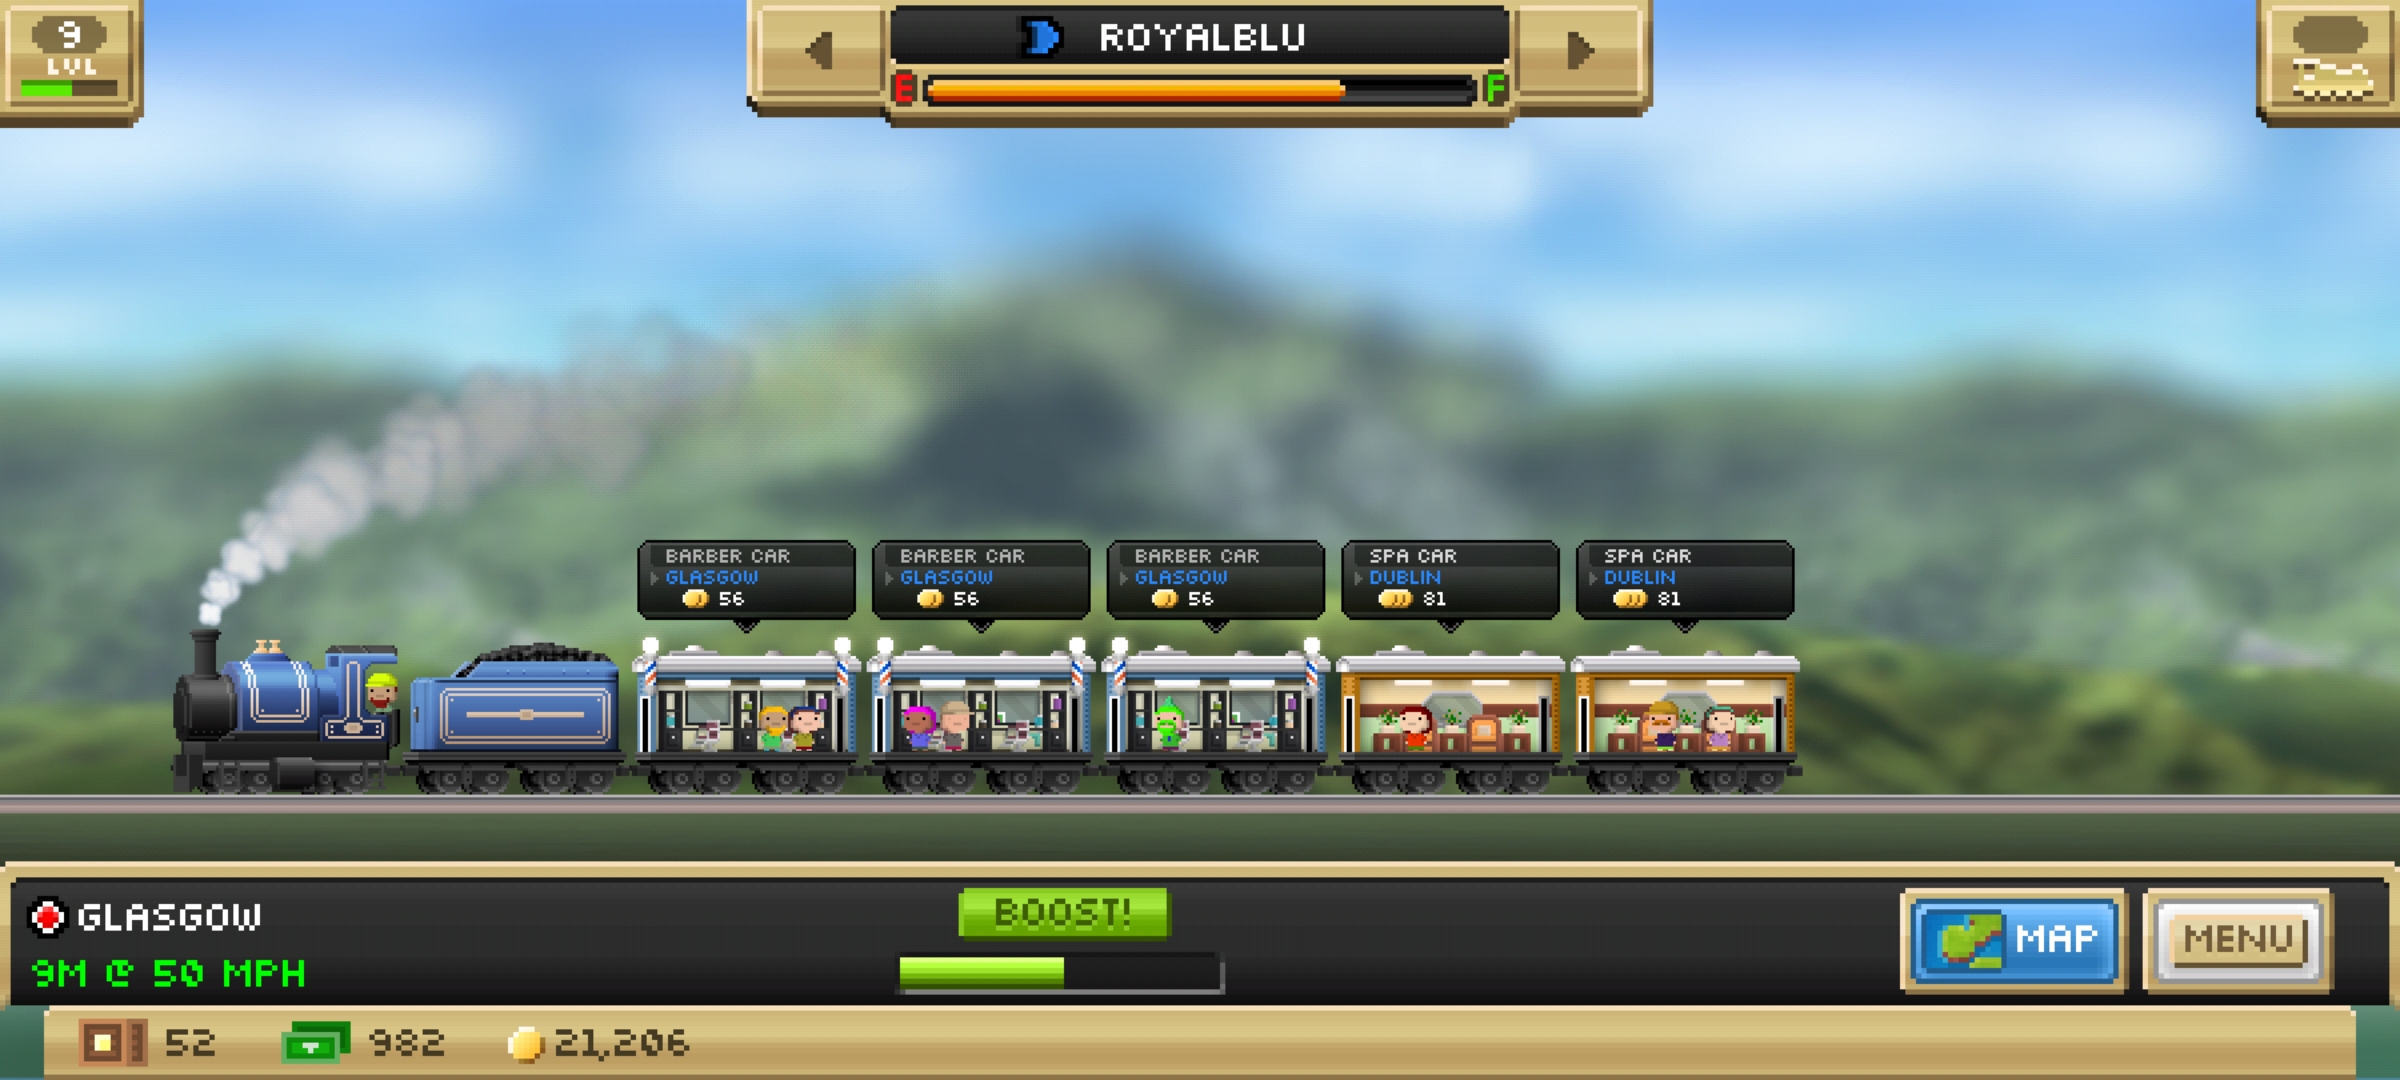 9
LVL
ROYALBLU
E F
BARBER CAR
GLASGOW
56
BARBER CAR
GLASGOW
56
BARBER CAR
GLASGOW
56
SPA CAR
DUBLIN
81
SPA CAR
DUBLIN
81
GLASGOW
9M @ 50 MPH
BOOST!
MAP
MENU
52 982 21,206